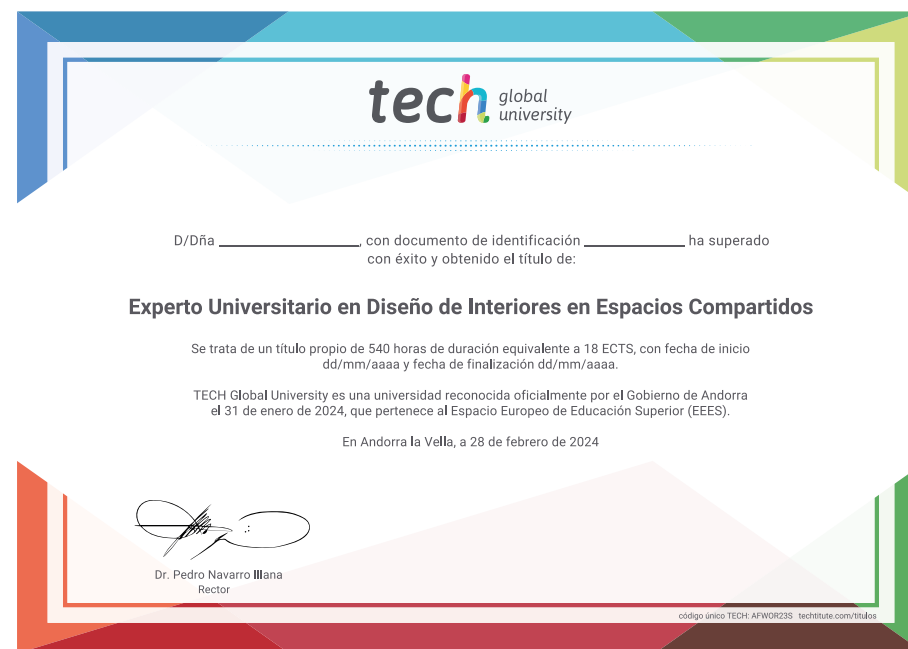 tech global university
D/Dña ____________________, con documento de identificación ______________ ha superado
con éxito y obtenido el título de:
Experto Universitario en Diseño de Interiores en Espacios Compartidos
Se trata de un título propio de 540 horas de duración equivalente a 18 ECTS, con fecha de inicio
dd/mm/aaaa y fecha de finalización dd/mm/aaaa.
TECH Global University es una universidad reconocida oficialmente por el Gobierno de Andorra
el 31 de enero de 2024, que pertenece al Espacio Europeo de Educación Superior (EEES).
En Andorra la Vella, a 28 de febrero de 2024
Dr. Pedro Navarro Illana
Rector
código único TECH: AFWOR23S techtitute.com/titulos